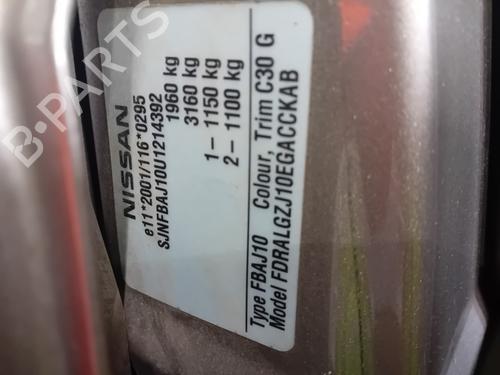 NISSAN
e11*2001/116*0295
SJNFBAJ10U1214392
1960 kg
3160 kg
1- 1150 kg
2- 1100 kg
Type FBAJ10 Colour, Trim C30 G
Model FDRALGZJ10EGACCKAB
B-PARTS